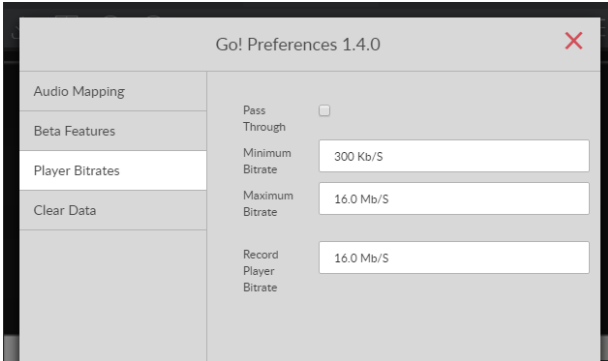 Go! Preferences 1.4.0
Audio Mapping
Beta Features
Player Bitrates
Clear Data
Pass
Through
Minimum
Bitrate
300 Kb/S
Maximum
Bitrate
16.0 Mb/S
Record
Player
Bitrate
16.0 Mb/S